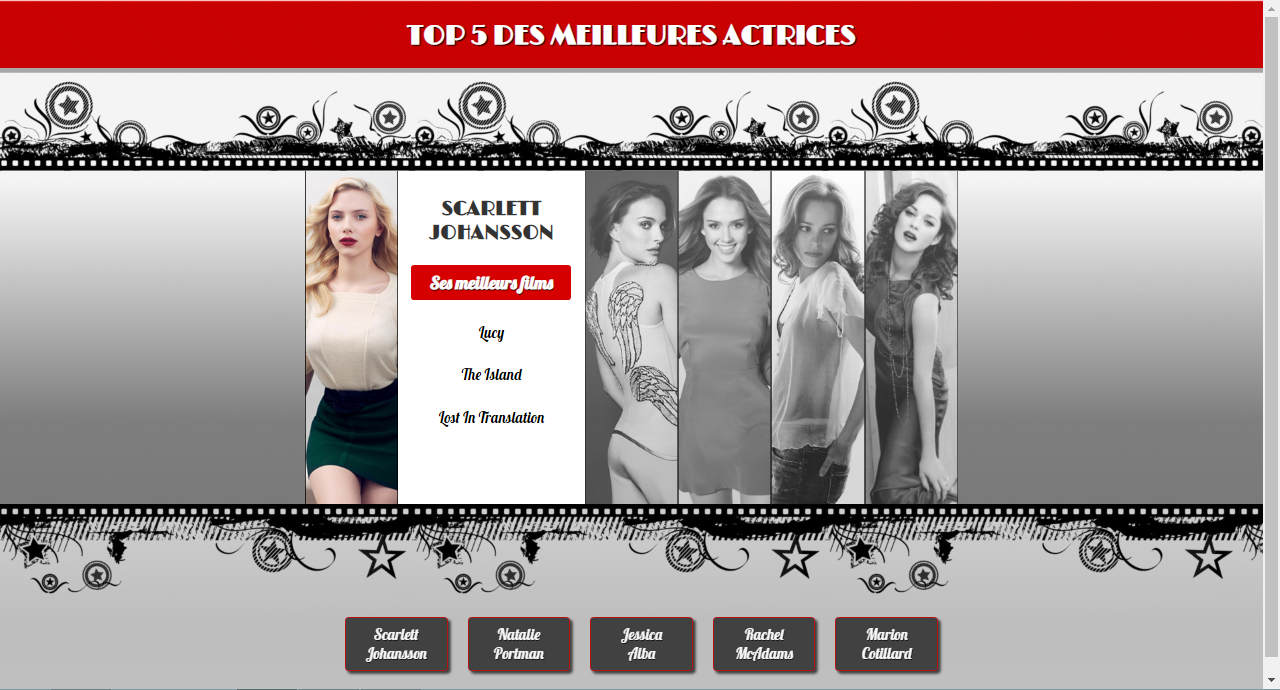 TOP 5 DES MEILLEURES ACTRICES
SCARLETT
JOHANSSON
Ses meilleurs films
Lucy
The Island
Lost In Translation
Scarlett
Johansson
Natalie
Portman
Jessica
Alba
Rachel
McAdams
Marion
Cotillard